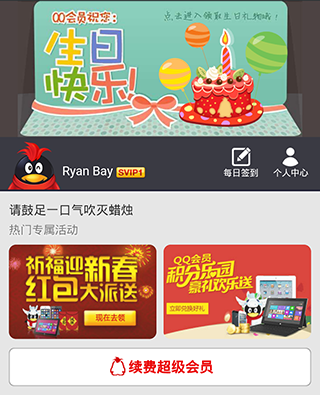 QQ会员祝您：
点击进入领取生日礼物哦！
生日
快乐！
Ryan Bay SVIP1
每日签到
个人中心
请鼓足一口气吹灭蜡烛
热门专属活动
祈福迎新春
红包大派送
现在去领
QQ会员
积分乐园
豪礼欢乐送
立即兑换好礼
续费超级会员